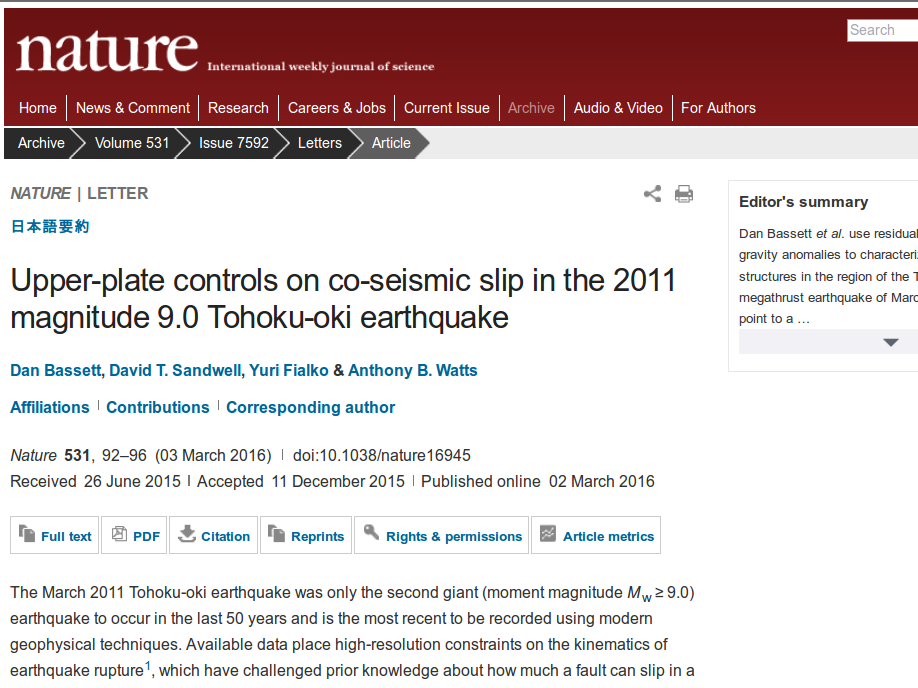 nature International weekly journal of science
Search
Home News & Comment Research Careers & Jobs Current Issue Archive Audio & Video For Authors
Archive Volume 531 Issue 7592 Letters Article
NATURE | LETTER
日本語要約
Upper-plate controls on co-seismic slip in the 2011
magnitude 9.0 Tohoku-oki earthquake
Dan Bassett, David T. Sandwell, Yuri Fialko & Anthony B. Watts
Affiliations | Contributions | Corresponding author
Nature 531, 92–96 (03 March 2016) | doi:10.1038/nature16945
Received 26 June 2015 | Accepted 11 December 2015 | Published online 02 March 2016
Full text PDF Citation Reprints Rights & permissions Article metrics
The March 2011 Tohoku-oki earthquake was only the second giant (moment magnitude Mw ≥ 9.0)
earthquake to occur in the last 50 years and is the most recent to be recorded using modern
geophysical techniques. Available data place high-resolution constraints on the kinematics of
earthquake rupture1, which have challenged prior knowledge about how much a fault can slip in a
Editor's summary
Dan Bassett et al. use residual
gravity anomalies to characteri
structures in the region of the T
megathrust earthquake of Marc
point to a …